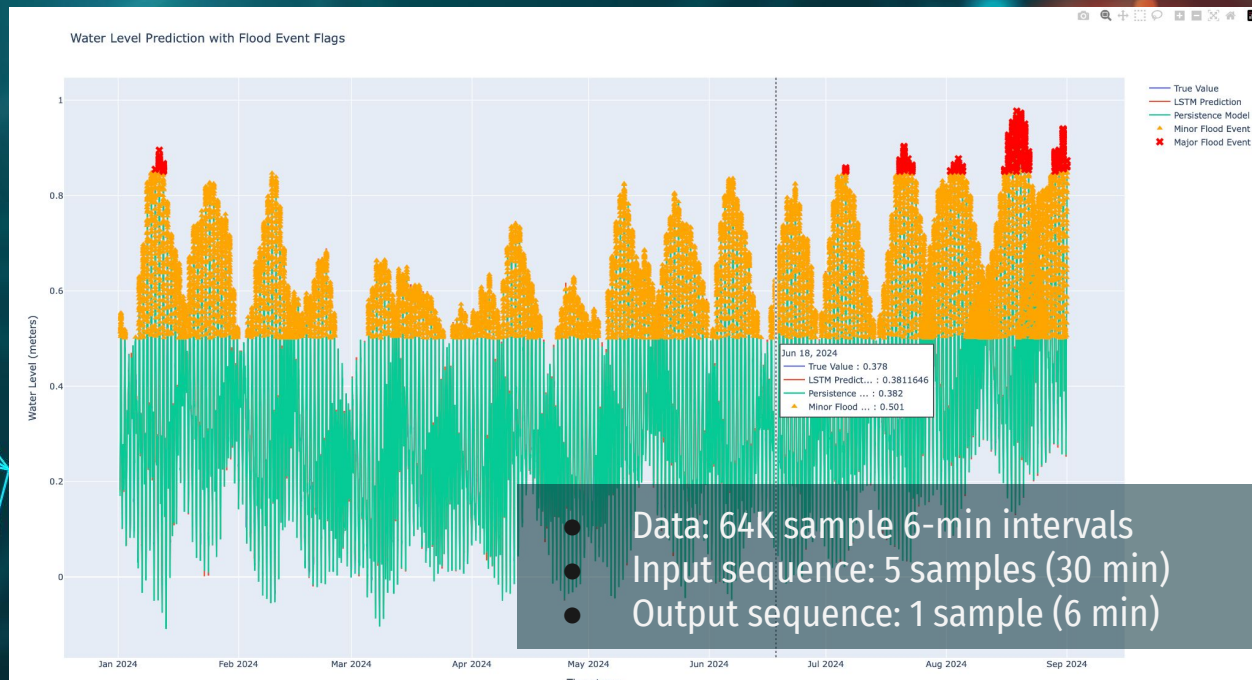 Water Level Prediction with Flood Event Flags
True Value
LSTM Prediction
Persistence Model
Minor Flood Event
Major Flood Event
Water Level (meters)
1
0.8
0.6
0.4
0.2
0
Jun 18, 2024
True Value : 0.378
LSTM Predict... : 0.3811646
Persistence ... : 0.382
Minor Flood ... : 0.501
● Data: 64K sample 6-min intervals
● Input sequence: 5 samples (30 min)
● Output sequence: 1 sample (6 min)
Jan 2024 Feb 2024 Mar 2024 Apr 2024 May 2024 Jun 2024 Jul 2024 Aug 2024 Sep 2024